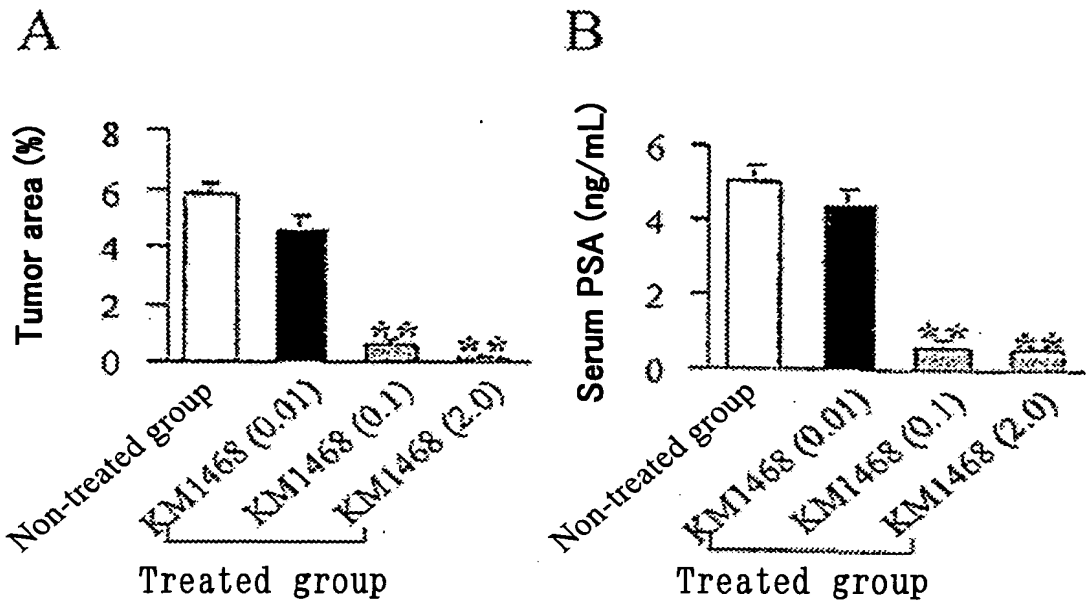 A
Tumor area (%)
8
6
4
2
0
**
**
Non-treated group
KM1468 (0.01)
KM1468 (0.1)
KM1468 (2.0)
Treated group
B
Serum PSA (ng/mL)
6
4
2
0
**
**
Non-treated group
KM1468 (0.01)
KM1468 (0.1)
KM1468 (2.0)
Treated group